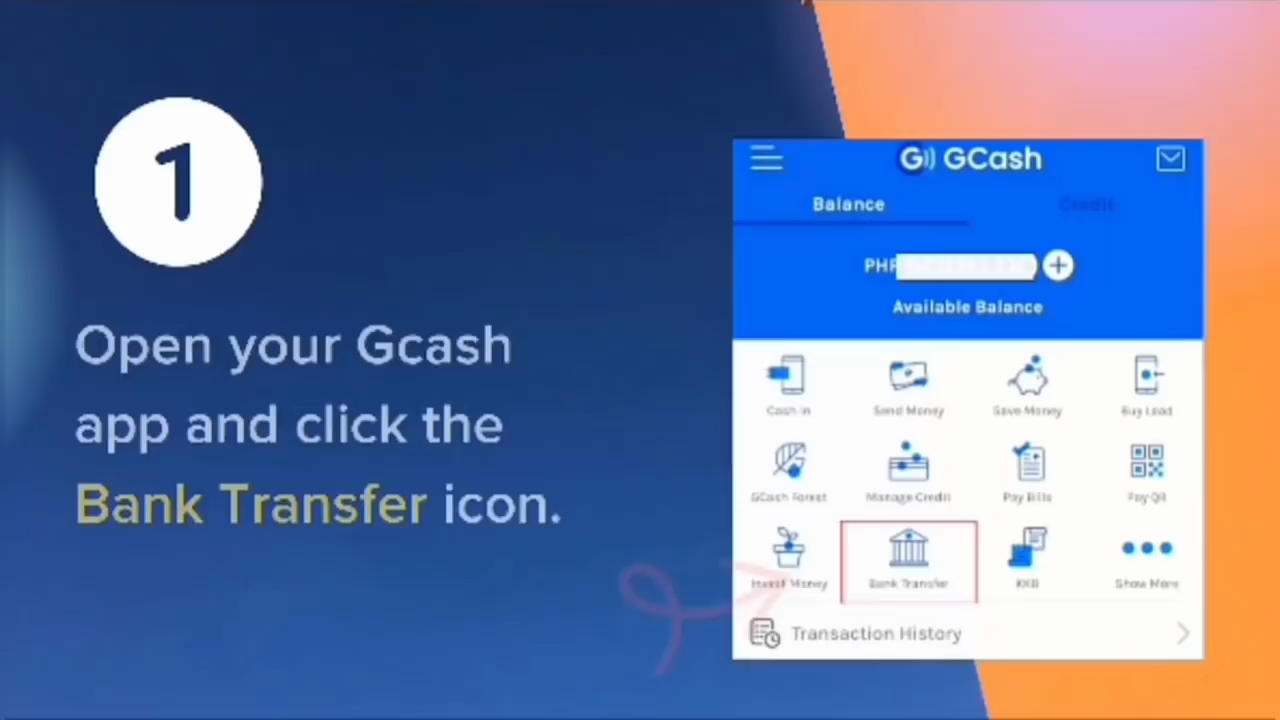 1
Open your Gcash
app and click the
Bank Transfer icon.
GCash
Balance Credit
PHP
Available Balance
Cash In Send Money Save Money Buy Load
GCash Forest Manage Credit Pay Bills Pay QR
Invest Money Bank Transfer KKB Show More
Transaction History